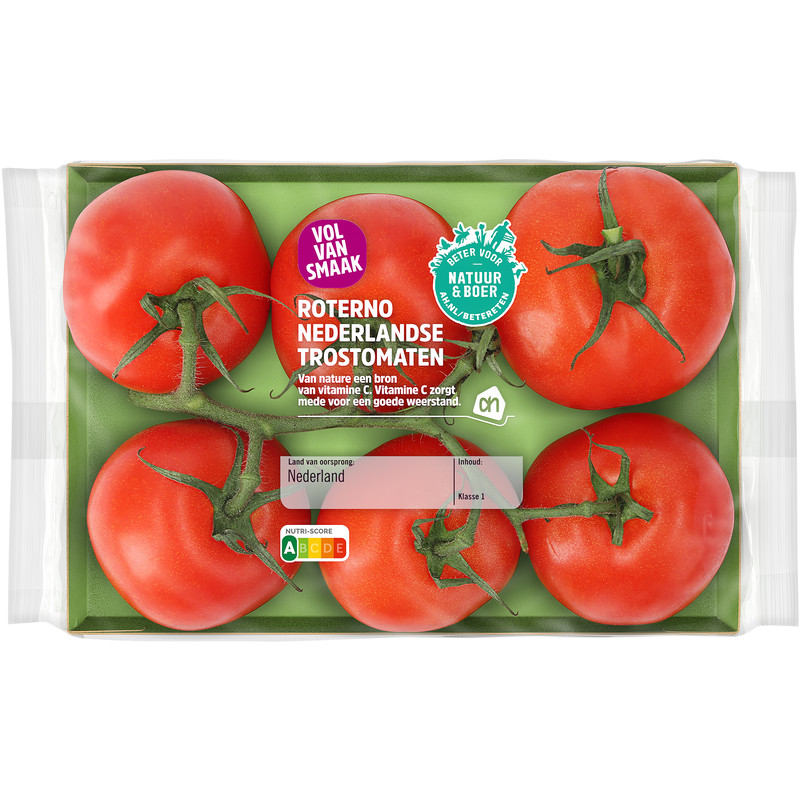 VOL
VAN
SMAAK
BETER VOOR
NATUUR
& BOER
AH.NL/BETERETEN
ROTERNO
NEDERLANDSE
TROSTOMATEN
Van nature een bron
van vitamine C. Vitamine C zorgt
mede voor een goede weerstand.
ah
Land van oorsprong:
Nederland
Inhoud:
Klasse 1
NUTRI-SCORE
A B C D E